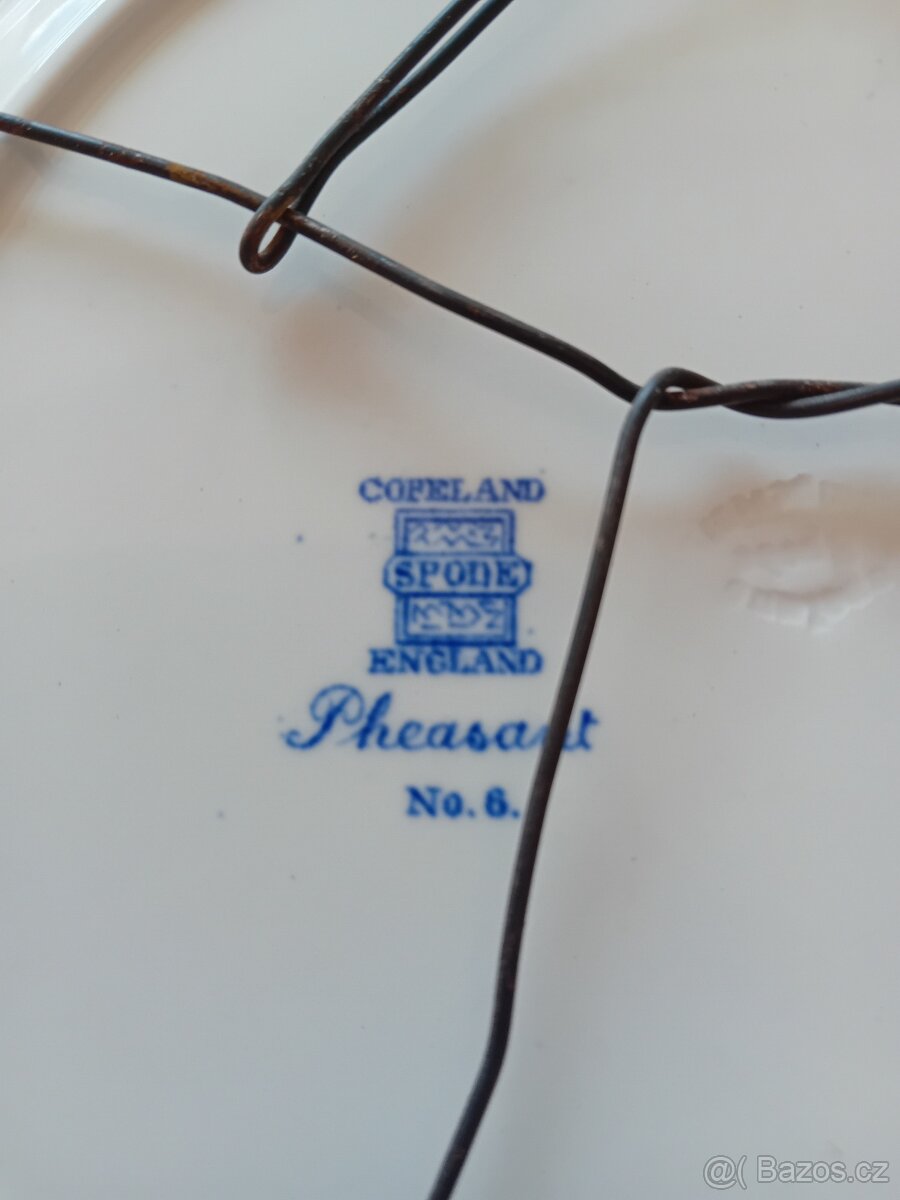 COPELAND
SPODE
ENGLAND
Pheasant
No. 6.
@( Bazos.cz